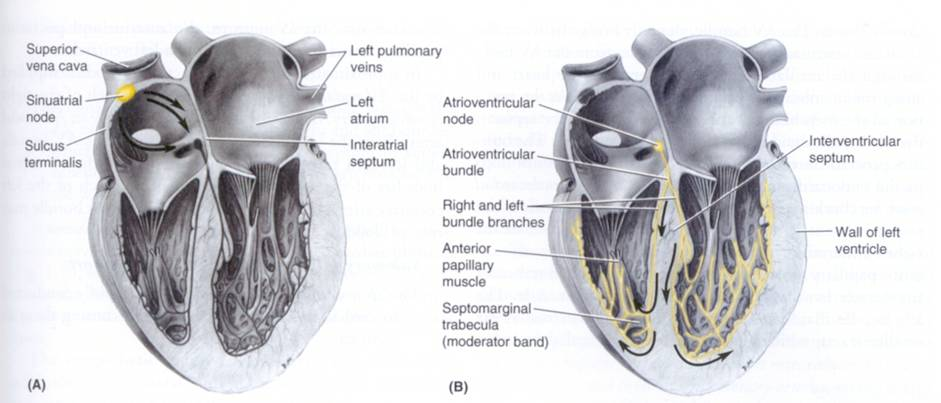 Superior
vena cava
Sinuatrial
node
Sulcus
terminalis
Left pulmonary
veins
Left
atrium
Interatrial
septum
(A)
Atrioventricular
node
Atrioventricular
bundle
Right and left
bundle branches
Anterior
papillary
muscle
Septomarginal
trabecula
(moderator band)
Interventricular
septum
Wall of left
ventricle
(B)